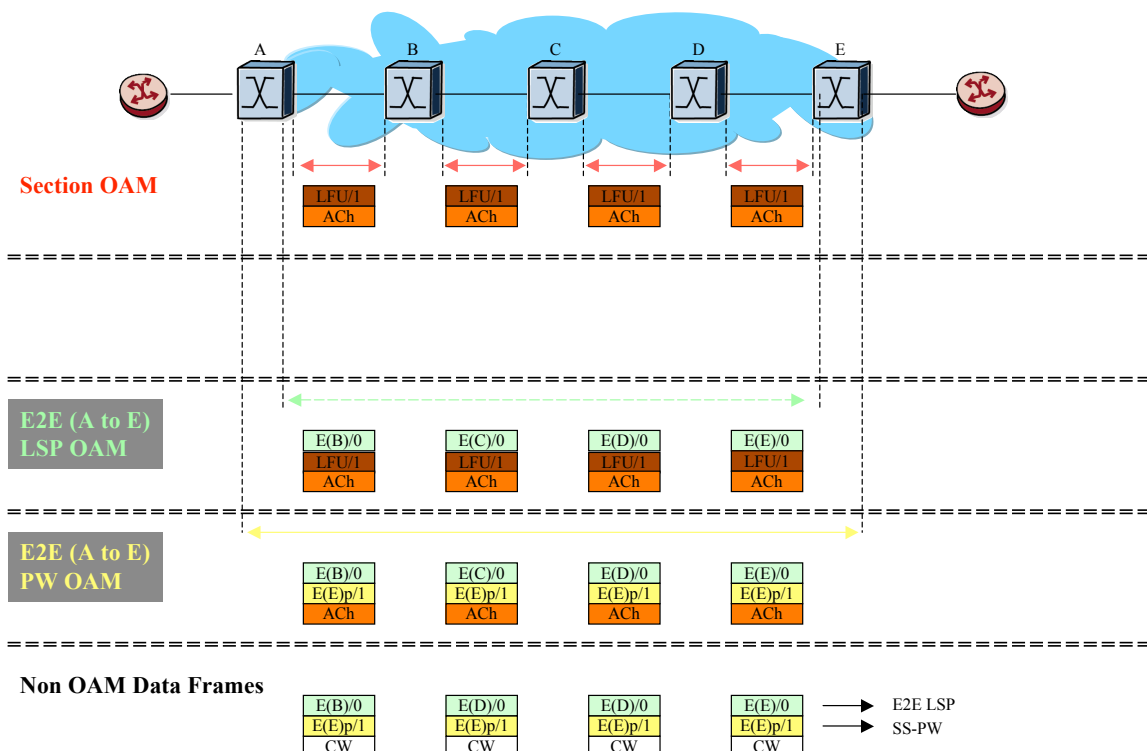 A B C D E
Section OAM
LFU/1 LFU/1 LFU/1 LFU/1
ACh ACh ACh ACh
E2E (A to E)
LSP OAM
E(B)/0 E(C)/0 E(D)/0 E(E)/0
LFU/1 LFU/1 LFU/1 LFU/1
ACh ACh ACh ACh
E2E (A to E)
PW OAM
E(B)/0 E(C)/0 E(D)/0 E(E)/0
E(E)p/1 E(E)p/1 E(E)p/1 E(E)p/1
ACh ACh ACh ACh
Non OAM Data Frames
E(B)/0 E(D)/0 E(D)/0 E(E)/0 E2E LSP
E(E)p/1 E(E)p/1 E(E)p/1 E(E)p/1 SS-PW
CW CW CW CW